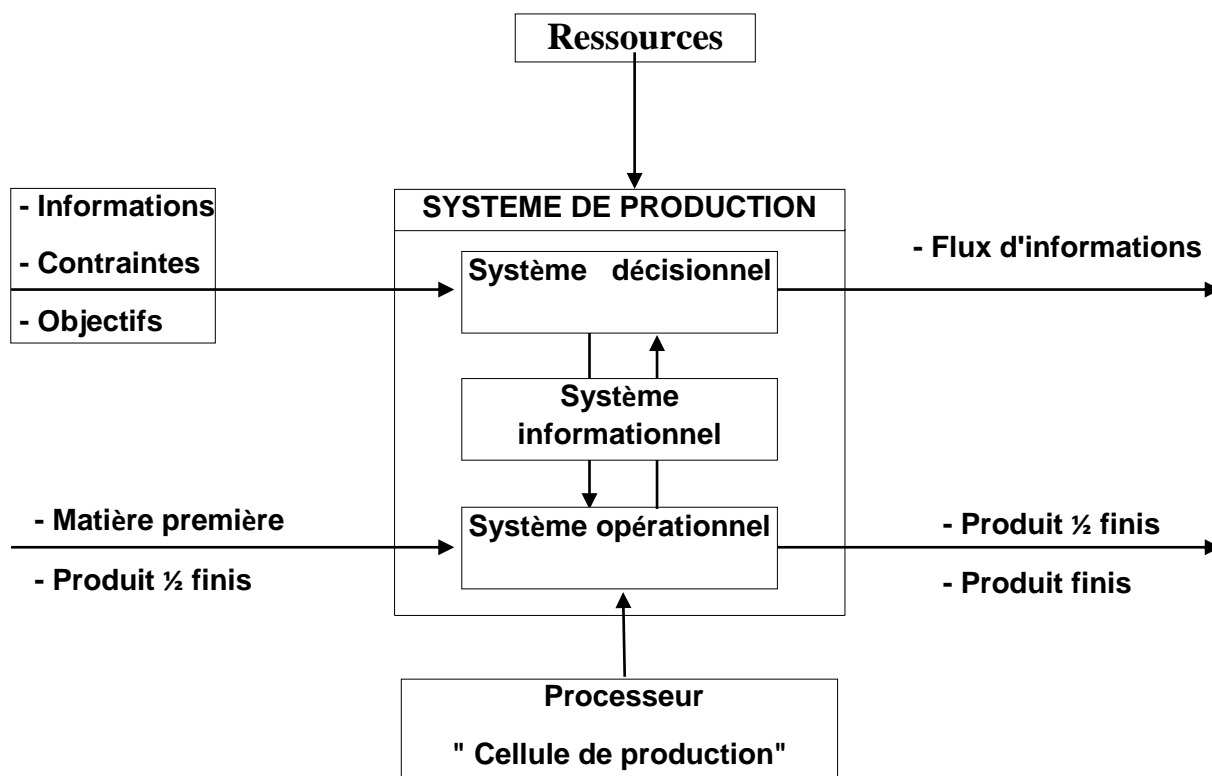 Ressources
- Informations
- Contraintes
- Objectifs
SYSTEME DE PRODUCTION
Système décisionnel
- Flux d'informations
Système
informationnel
- Matière première
- Produit ½ finis
Système opérationnel
- Produit ½ finis
- Produit finis
Processeur
" Cellule de production"